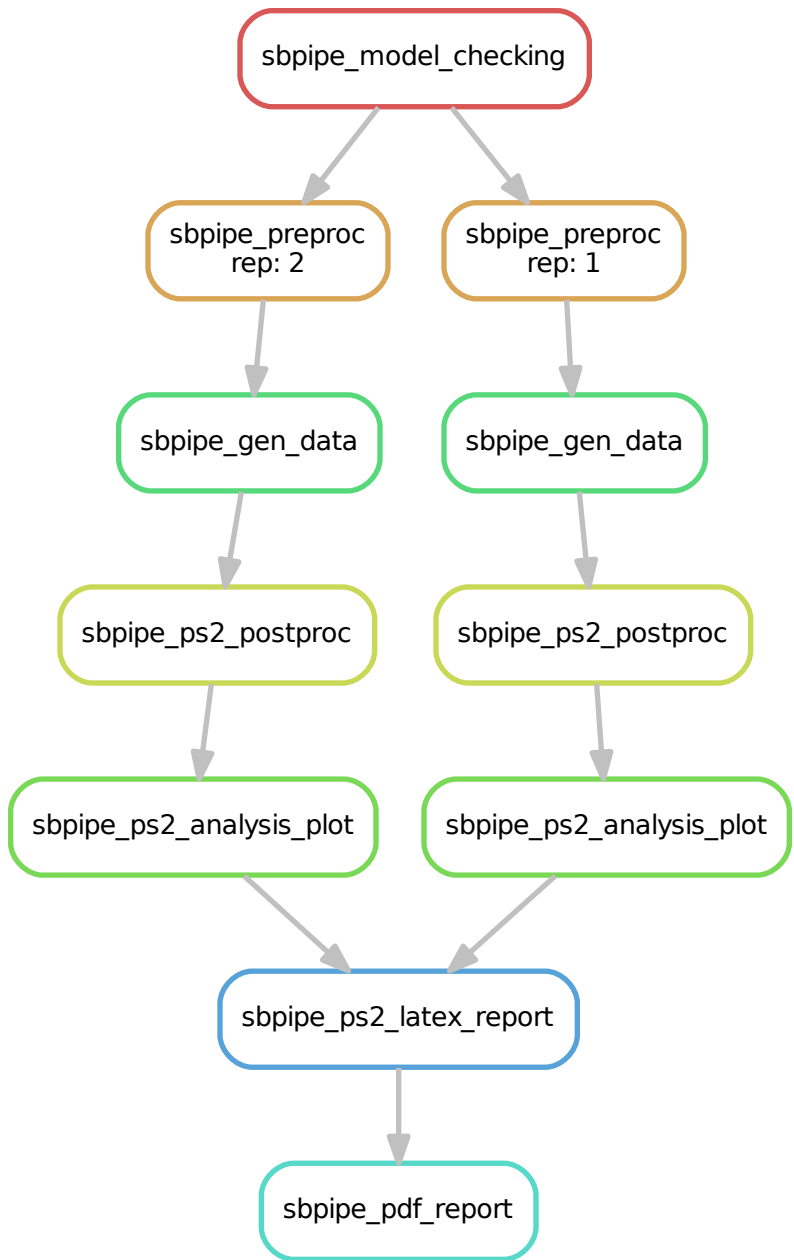 sbpipe_model_checking
sbpipe_preproc
rep: 2
sbpipe_preproc
rep: 1
sbpipe_gen_data
sbpipe_gen_data
sbpipe_ps2_postproc
sbpipe_ps2_postproc
sbpipe_ps2_analysis_plot
sbpipe_ps2_analysis_plot
sbpipe_ps2_latex_report
sbpipe_pdf_report